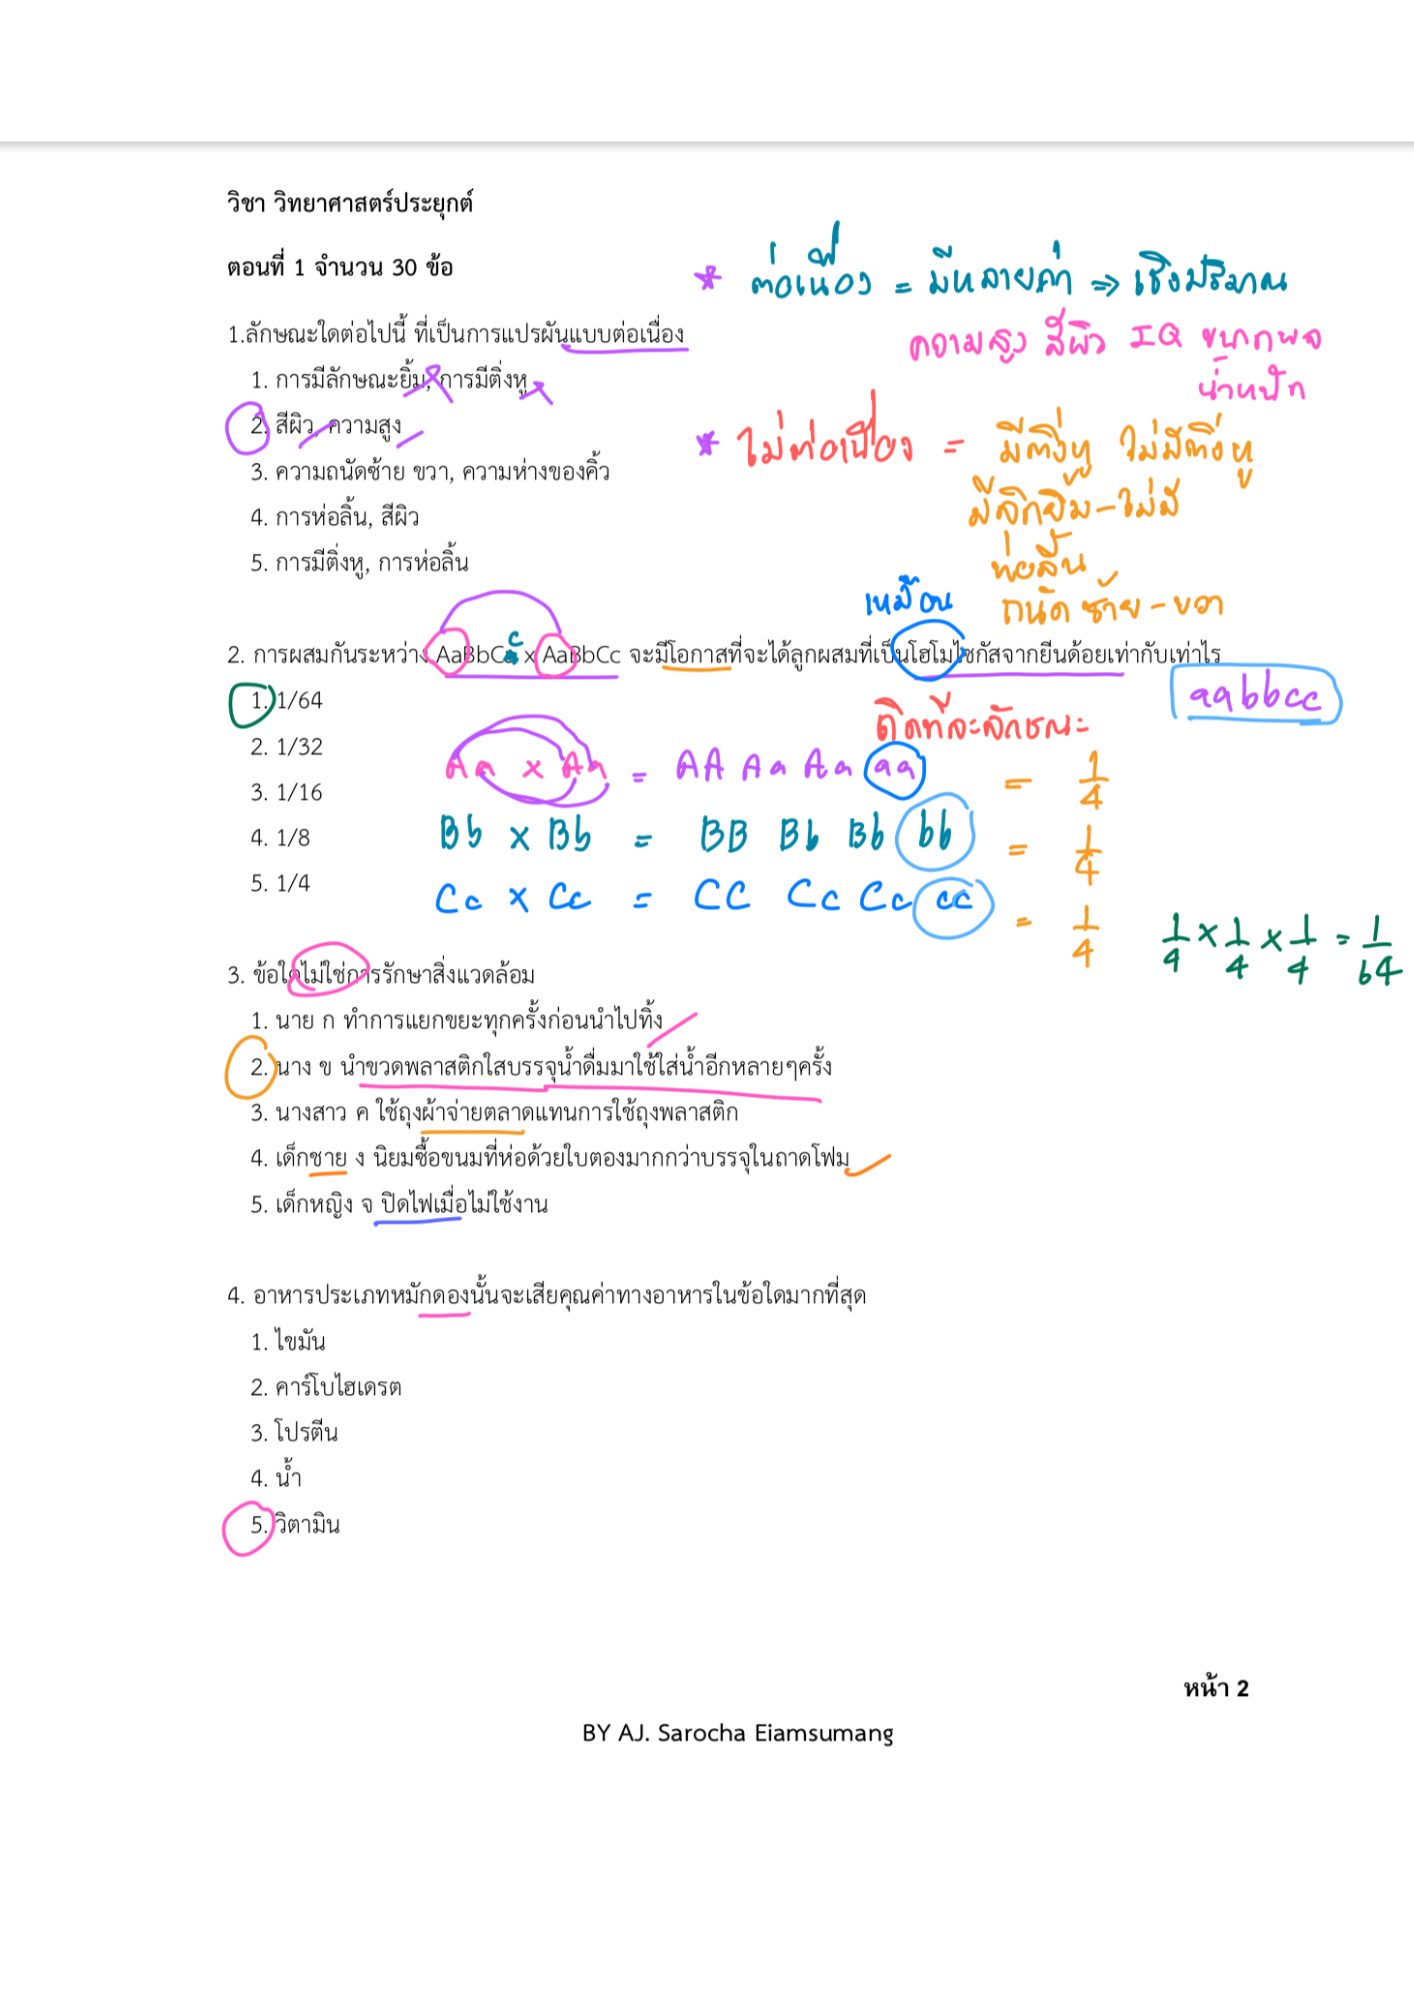 วิชา วิทยาศาสตร์ประยุกต์
ตอนที่ 1 จำนวน 30 ข้อ
* ต่อเนื่อง = มีหลายค่า => เชิงปริมาณ
1.ลักษณะใดต่อไปนี้ ที่เป็นการแปรผันแบบต่อเนื่อง
ความสูง สีผิว IQ
น้ำหนัก
1. การมีลักษณะยิ้ม, การมีติ่งหู
2. สีผิว, ความสูง
* ไม่ต่อเนื่อง = มีติ่งหู ไม่มีติ่งหู
3. ความถนัดซ้าย ขวา, ความห่างของคิ้ว
มีลักยิ้ม - ไม่มี
4. การห่อลิ้น, สีผิว
ห่อลิ้น
5. การมีติ่งหู, การห่อลิ้น
ถนัดซ้าย - ขวา
เหมือน
2. การผสมกันระหว่าง AaBbCc x AaBbCc จะมีโอกาสที่จะได้ลูกผสมที่เป็นโฮโมไซกัสจากยีนด้อยเท่ากับเท่าไร
aabbcc
1. 1/64
คิดทีละลักษณะ
2. 1/32
Aa x Aa = AA Aa Aa aa = 1/4
3. 1/16
4. 1/8
Bb x Bb = BB Bb Bb bb = 1/4
5. 1/4
Cc x Cc = CC Cc Cc cc = 1/4
1/4 x 1/4 x 1/4 = 1/64
3. ข้อใดไม่ใช่การรักษาสิ่งแวดล้อม
1. นาย ก ทำการแยกขยะทุกครั้งก่อนนำไปทิ้ง
2. นาง ข นำขวดพลาสติกใสบรรจุน้ำดื่มมาใช้ใส่น้ำอีกหลายๆครั้ง
3. นางสาว ค ใช้ถุงผ้าจ่ายตลาดแทนการใช้ถุงพลาสติก
4. เด็กชาย ง นิยมซื้อขนมที่ห่อด้วยใบตองมากกว่าบรรจุในถาดโฟม
5. เด็กหญิง จ ปิดไฟเมื่อไม่ใช้งาน
4. อาหารประเภทหมักดองนั้นจะเสียคุณค่าทางอาหารในข้อใดมากที่สุด
1. ไขมัน
2. คาร์โบไฮเดรต
3. โปรตีน
4. น้ำ
5. วิตามิน
หน้า 2
BY AJ. Sarocha Eiamsumang